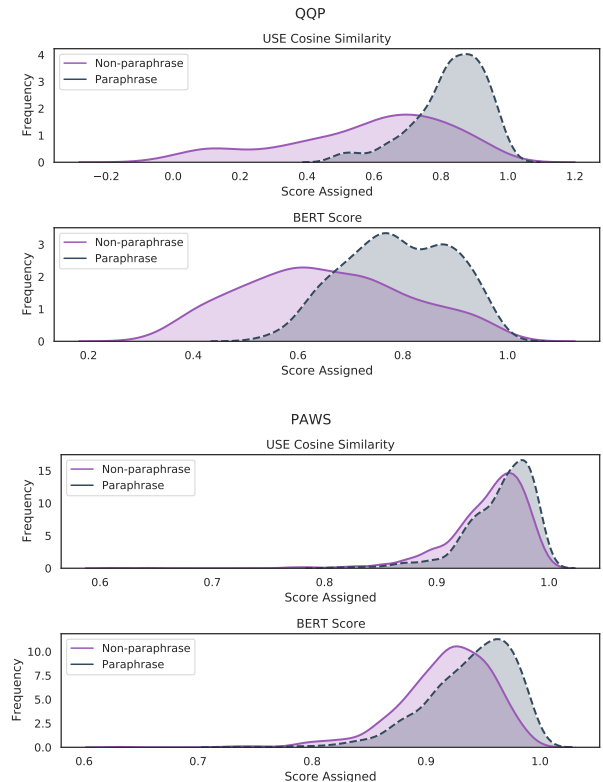 QQP
USE Cosine Similarity
Non-paraphrase
Paraphrase
Frequency
4
3
2
1
0
−0.2 0.0 0.2 0.4 0.6 0.8 1.0 1.2
Score Assigned
BERT Score
Non-paraphrase
Paraphrase
Frequency
3
2
1
0
0.2 0.4 0.6 0.8 1.0
Score Assigned
PAWS
USE Cosine Similarity
Non-paraphrase
Paraphrase
Frequency
15
10
5
0
0.6 0.7 0.8 0.9 1.0
Score Assigned
BERT Score
Non-paraphrase
Paraphrase
Frequency
10.0
7.5
5.0
2.5
0.0
0.6 0.7 0.8 0.9 1.0
Score Assigned